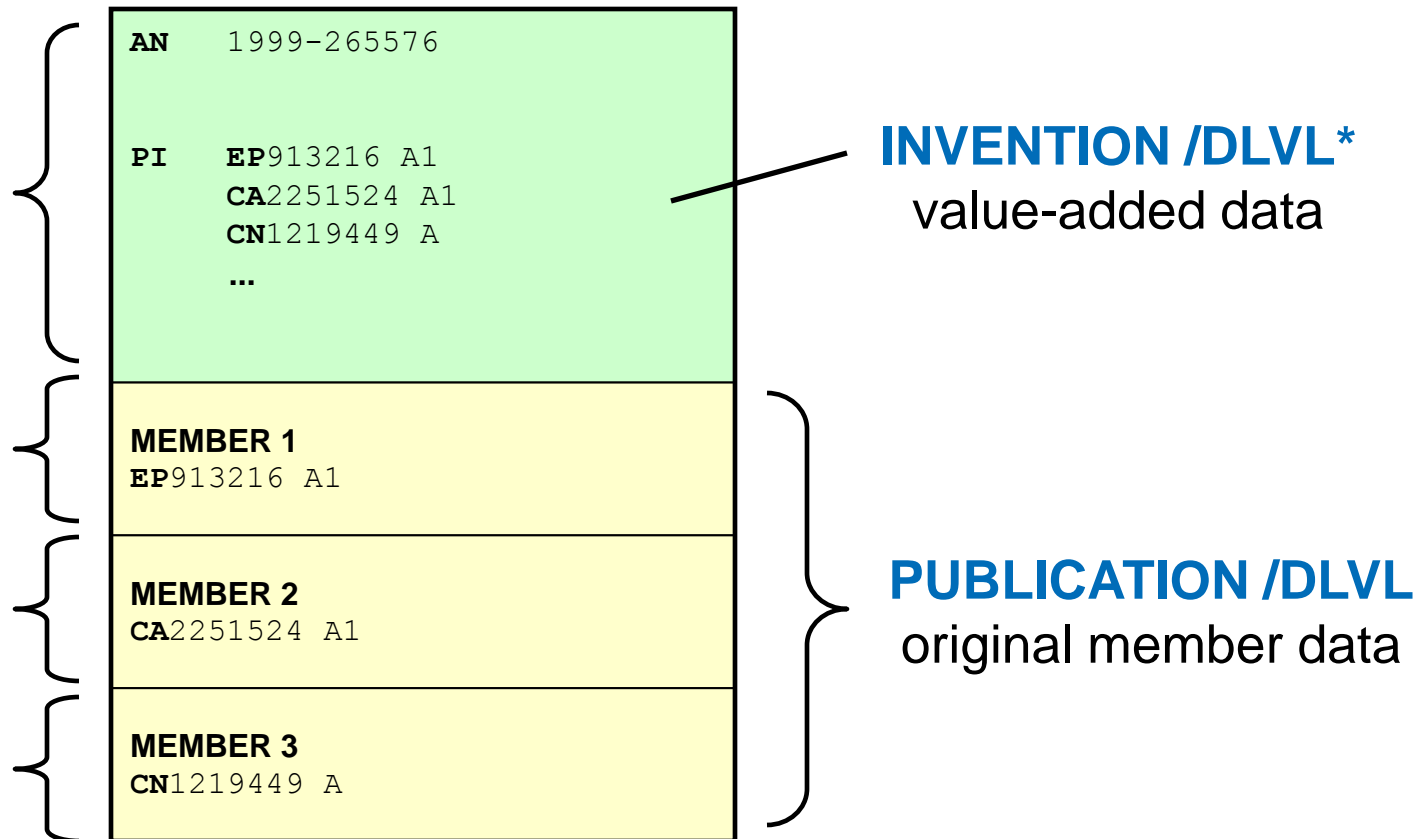 AN 1999-265576
PI EP913216 A1
CA2251524 A1
CN1219449 A
...
INVENTION /DLVL*
value-added data
MEMBER 1
EP913216 A1
MEMBER 2
CA2251524 A1
MEMBER 3
CN1219449 A
PUBLICATION /DLVL
original member data